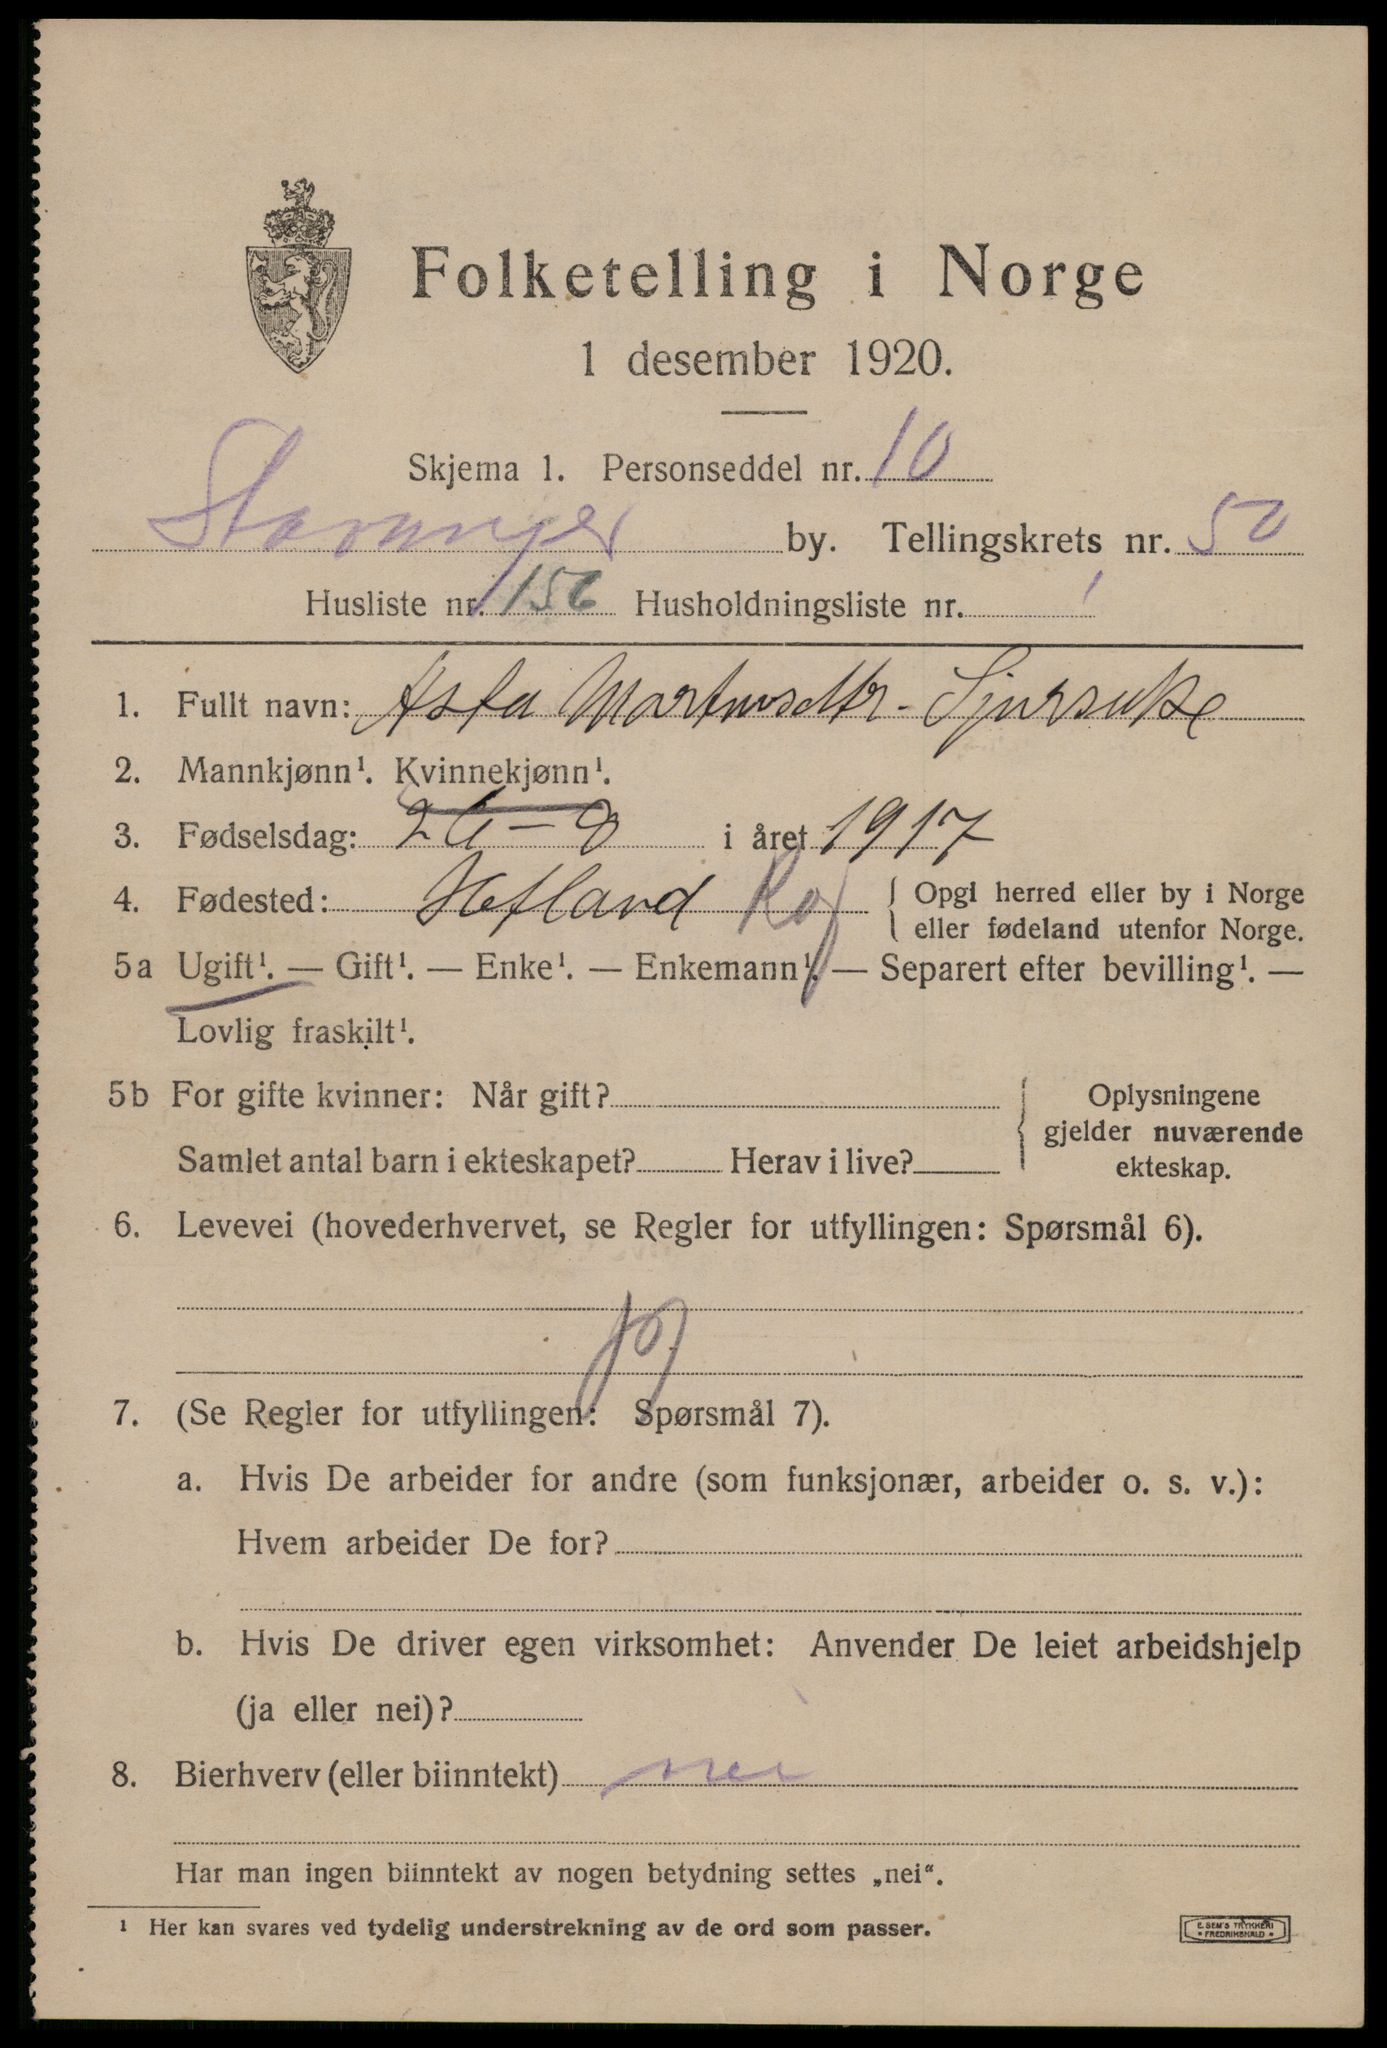 Folketelling i Norge
1 desember 1920.
Skjema 1. Personseddel nr. 10
Stavanger by. Tellingskrets nr. 50
Husliste nr. 156 Husholdningsliste nr. 1
1. Fullt navn: Asta
2. Mannkjønn¹. Kvinnekjønn¹.
3. Fødselsdag: i året 1917
4. Fødested: Hetland { Opgi herred eller by i Norge
eller fødeland utenfor Norge.
5a Ugift¹. — Gift¹. — Enke¹. — Enkemann¹. — Separert efter bevilling¹. —
Lovlig fraskilt¹.
5b For gifte kvinner: Når gift? { Oplysningene
gjelder nuværende
Samlet antal barn i ekteskapet? Herav i live? ekteskap.
6. Levevei (hovederhvervet, se Regler for utfyllingen: Spørsmål 6).
7. (Se Regler for utfyllingen: Spørsmål 7).
a. Hvis De arbeider for andre (som funksjonær, arbeider o. s. v.):
Hvem arbeider De for?
b. Hvis De driver egen virksomhet: Anvender De leiet arbeidshjelp
(ja eller nei)?
8. Bierhverv (eller biinntekt) nei
Har man ingen biinntekt av nogen betydning settes „nei“.
¹ Her kan svares ved tydelig understrekning av de ord som passer.
E. SEM'S TRYKKERI
FREDRIKSHALD